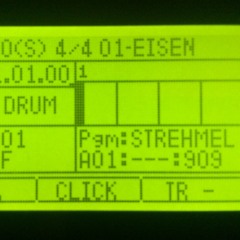 O(S) 4/4 01-EISEN
.01.00 1
DRUM
01 Pgm:STREHMEL
F A01:---:909
CLICK TR -